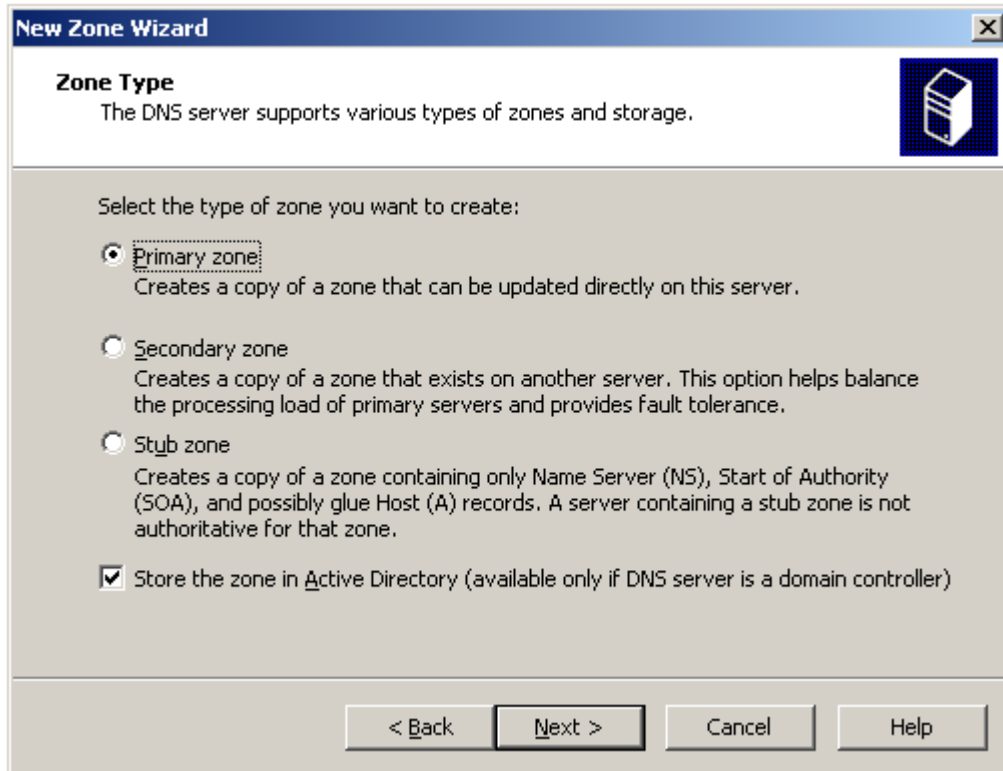 New Zone Wizard
Zone Type
The DNS server supports various types of zones and storage.
Select the type of zone you want to create:
Primary zone
Creates a copy of a zone that can be updated directly on this server.
Secondary zone
Creates a copy of a zone that exists on another server. This option helps balance
the processing load of primary servers and provides fault tolerance.
Stub zone
Creates a copy of a zone containing only Name Server (NS), Start of Authority
(SOA), and possibly glue Host (A) records. A server containing a stub zone is not
authoritative for that zone.
Store the zone in Active Directory (available only if DNS server is a domain controller)
< Back Next > Cancel Help